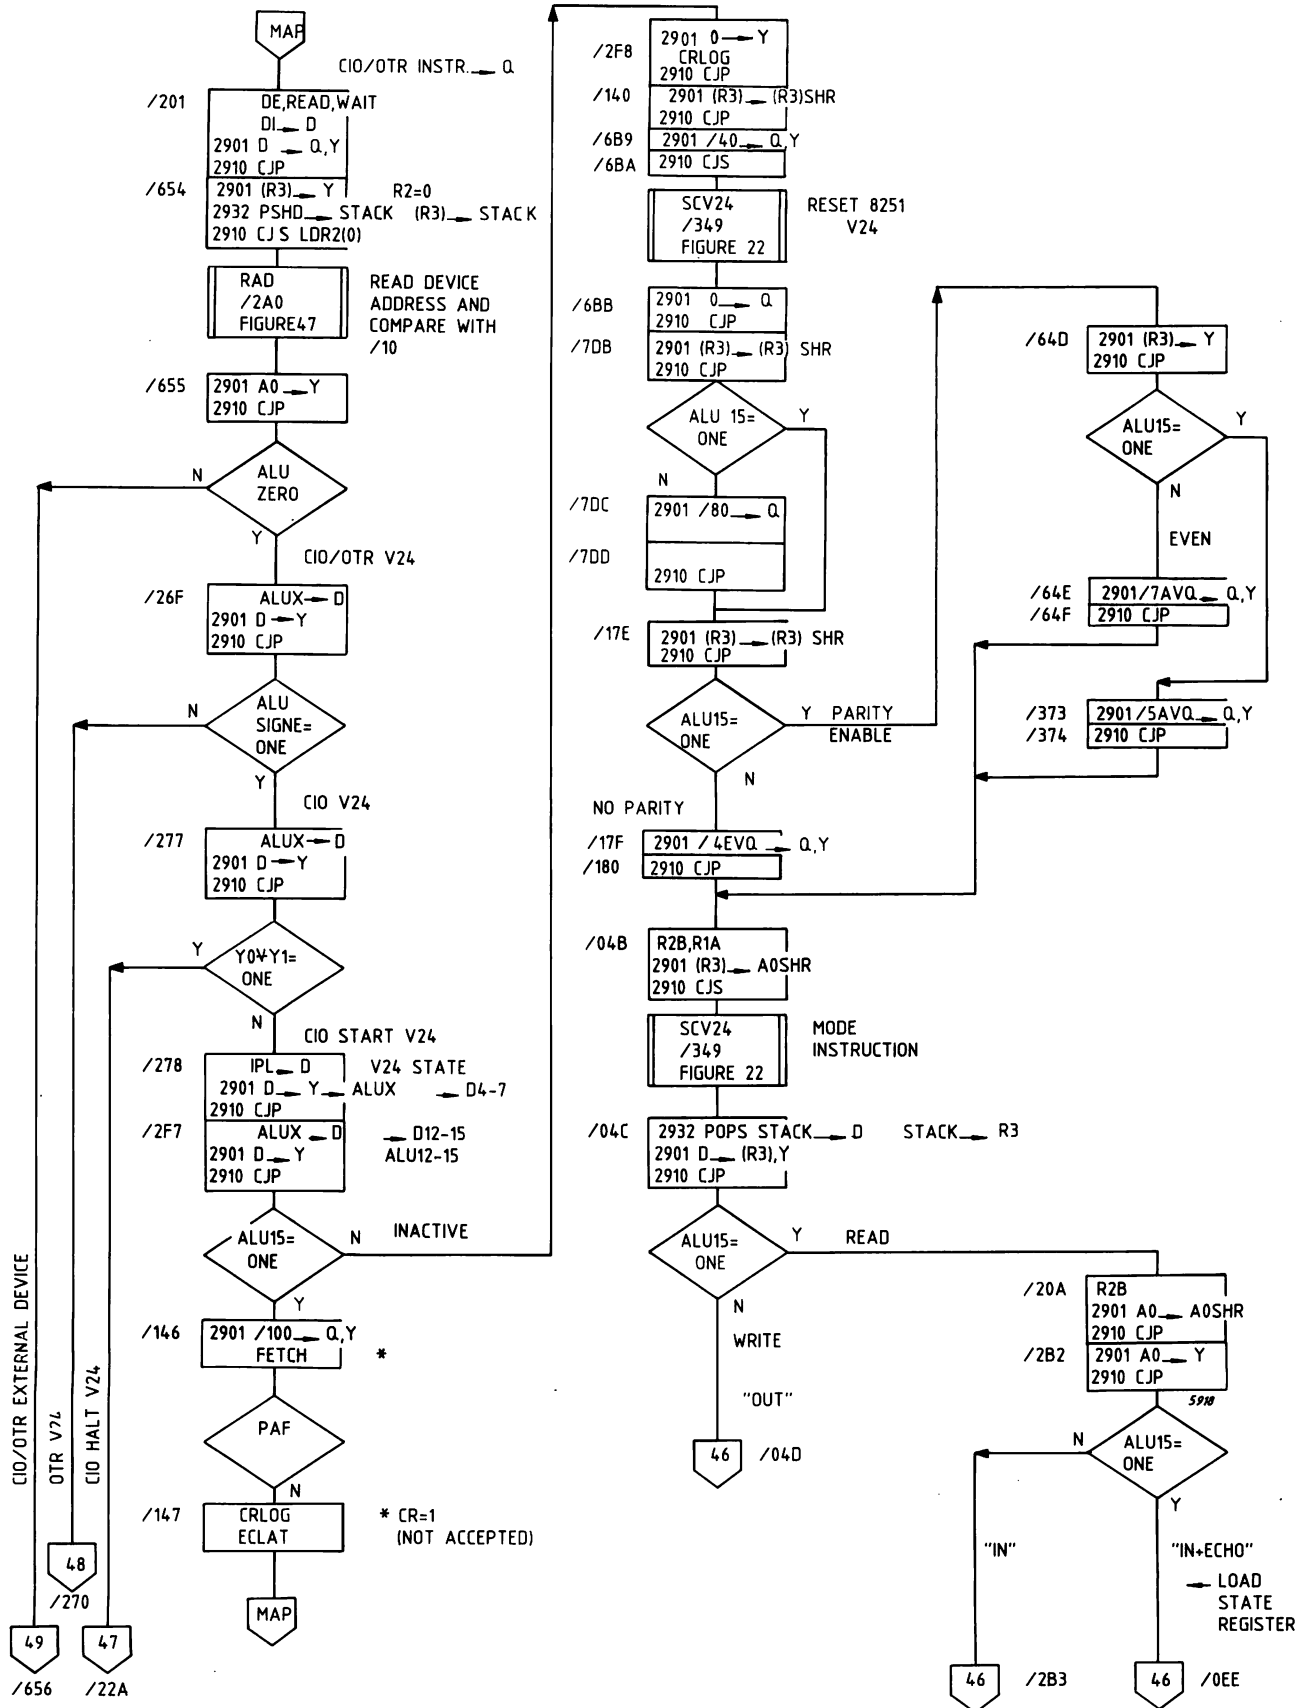 MAP
CIO/OTR INSTR. → Q
/201
DE,READ,WAIT
DI → D
2901 D → Q,Y
2910 CJP
/654
2901 (R3) → Y R2=0
2932 PSHD → STACK (R3) → STACK
2910 CJS LDR2(0)
RAD
/2A0
FIGURE47
READ DEVICE
ADDRESS AND
COMPARE WITH
/10
/655
2901 A0 → Y
2910 CJP
ALU
ZERO
N
Y
CIO/OTR V24
/26F
ALUX → D
2901 D → Y
2910 CJP
ALU
SIGNE=
ONE
N
Y
CIO V24
/277
ALUX → D
2901 D → Y
2910 CJP
Y0∀Y1=
ONE
Y
N
CIO START V24
/278
IPL → D V24 STATE
2901 D → Y → ALUX → D4-7
2910 CJP
/2F7
ALUX ← D → D12-15
2901 D → Y ALU12-15
2910 CJP
ALU15=
ONE
N
INACTIVE
Y
/146
2901 /100 → Q,Y
FETCH *
PAF
N
/147
CRLOG
ECLAT
* CR=1
(NOT ACCEPTED)
MAP
CIO/OTR EXTERNAL DEVICE
OTR V24
CIO HALT V24
48
/270
49
/656
47
/22A
/2F8
2901 0 → Y
CRLOG
2910 CJP
/140
2901 (R3) → (R3)SHR
2910 CJP
/6B9
2901 /40 → Q,Y
/6BA
2910 CJS
SCV24
/349
FIGURE 22
RESET 8251
V24
/6BB
2901 0 → Q
2910 CJP
/7DB
2901 (R3) → (R3) SHR
2910 CJP
ALU 15=
ONE
Y
N
/7DC
2901 /80 → Q
/7DD
2910 CJP
/17E
2901 (R3) → (R3) SHR
2910 CJP
ALU15=
ONE
Y PARITY
ENABLE
N
NO PARITY
/17F
2901 / 4EVQ → Q,Y
/180
2910 CJP
/04B
R2B,R1A
2901 (R3) → A0SHR
2910 CJS
SCV24
/349
FIGURE 22
MODE
INSTRUCTION
/04C
2932 POPS STACK → D STACK → R3
2901 D → (R3),Y
2910 CJP
ALU15=
ONE
Y READ
N
WRITE
"OUT"
46
/04D
/64D
2901 (R3) → Y
2910 CJP
ALU15=
ONE
Y
N
EVEN
/64E
2901/7AVQ → Q,Y
/64F
2910 CJP
/373
2901/5AVQ → Q,Y
/374
2910 CJP
/20A
R2B
2901 A0 → A0SHR
2910 CJP
/2B2
2901 A0 → Y
2910 CJP
5918
ALU15=
ONE
N
Y
"IN"
"IN+ECHO"
← LOAD
STATE
REGISTER
46
/2B3
46
/0EE